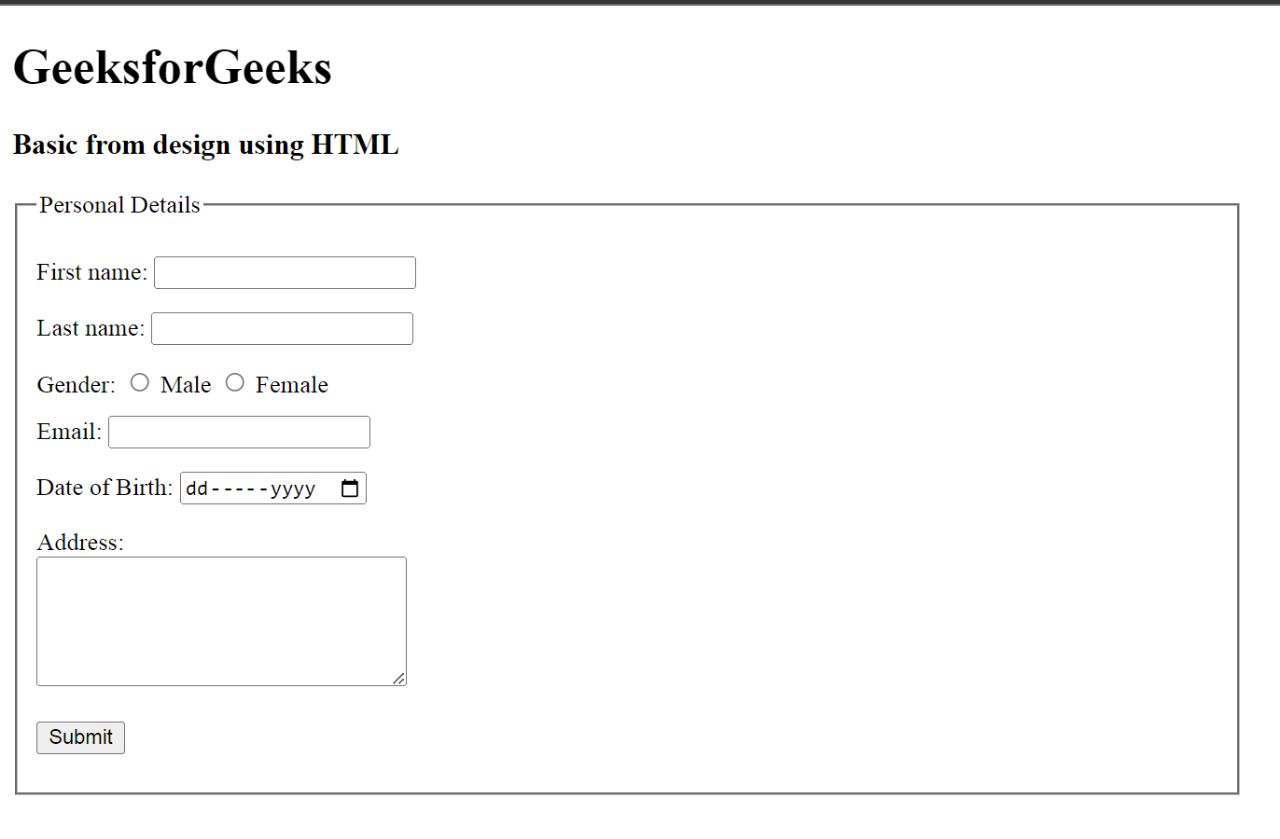 GeeksforGeeks
Basic from design using HTML
Personal Details
First name:
Last name:
Gender: Male Female
Email:
Date of Birth: dd-----yyyy
Address:
Submit